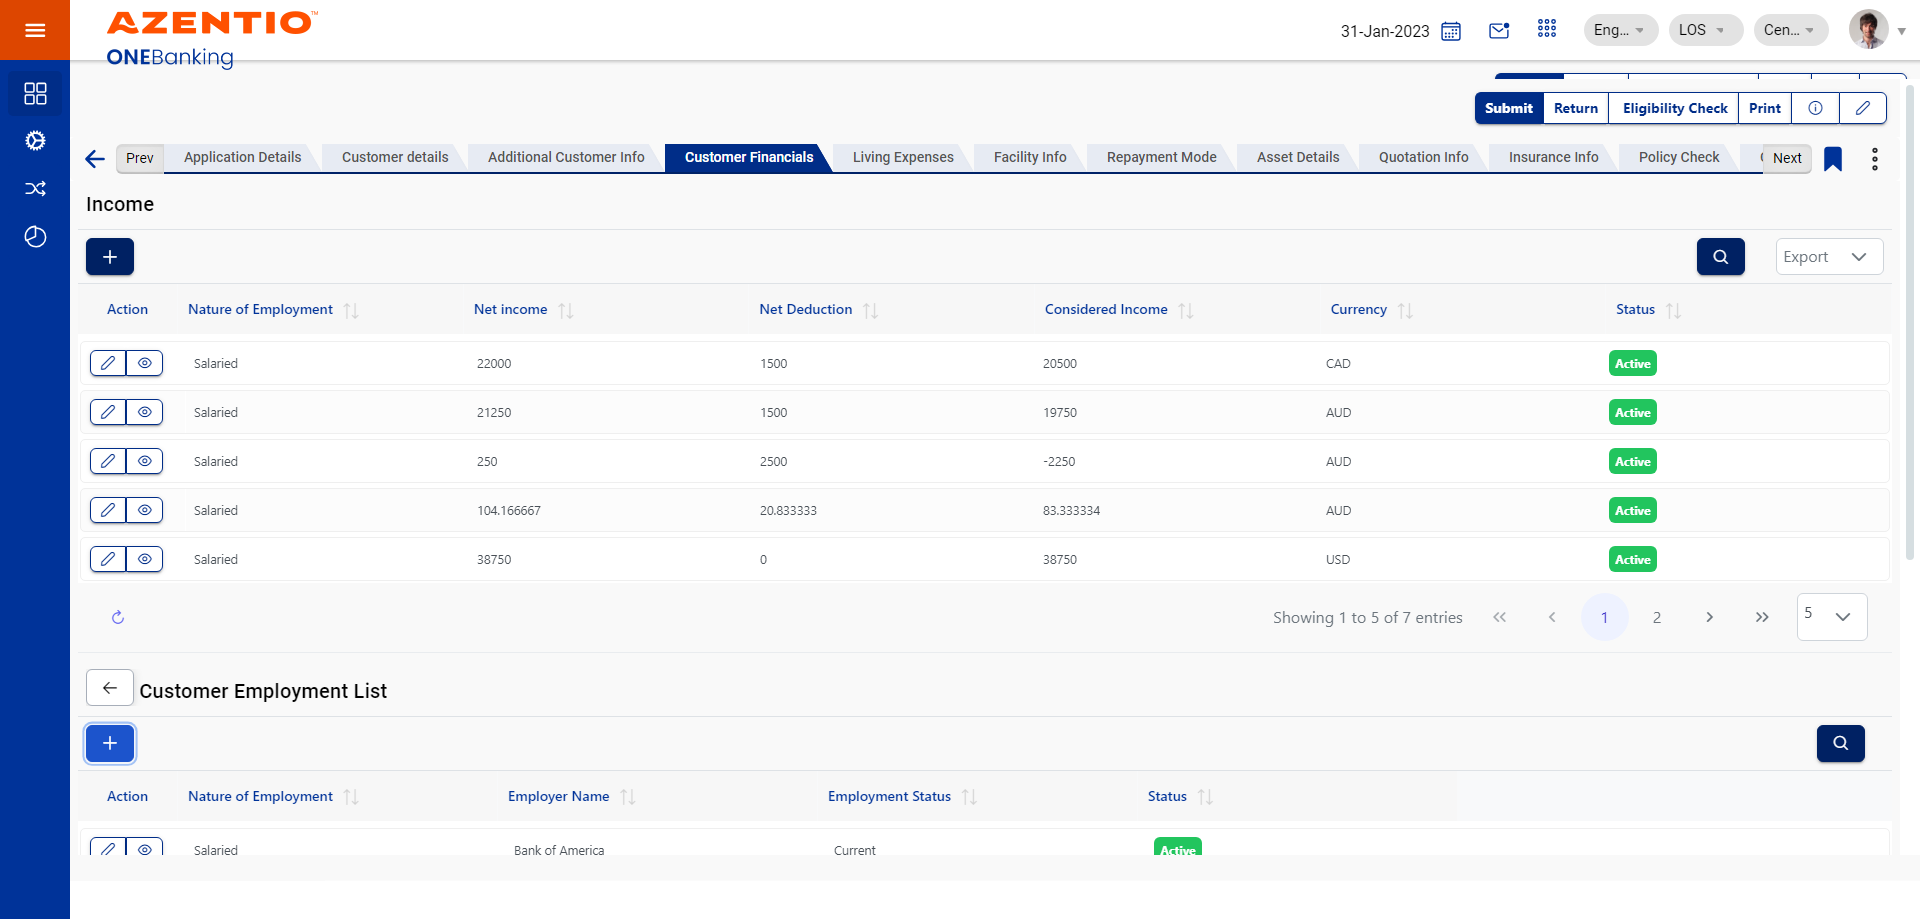 AZENTIO™
ONEBanking
31-Jan-2023
Eng...
LOS
Cen...
Submit
Return
Eligibility Check
Print
Prev
Application Details
Customer details
Additional Customer Info
Customer Financials
Living Expenses
Facility Info
Repayment Mode
Asset Details
Quotation Info
Insurance Info
Policy Check
Next
Income
Export
Action Nature of Employment Net income Net Deduction Considered Income Currency Status
Salaried 22000 1500 20500 CAD Active
Salaried 21250 1500 19750 AUD Active
Salaried 250 2500 -2250 AUD Active
Salaried 104.166667 20.833333 83.333334 AUD Active
Salaried 38750 0 38750 USD Active
Showing 1 to 5 of 7 entries
1
2
5
Customer Employment List
Action Nature of Employment Employer Name Employment Status Status
Salaried Bank of America Current Active